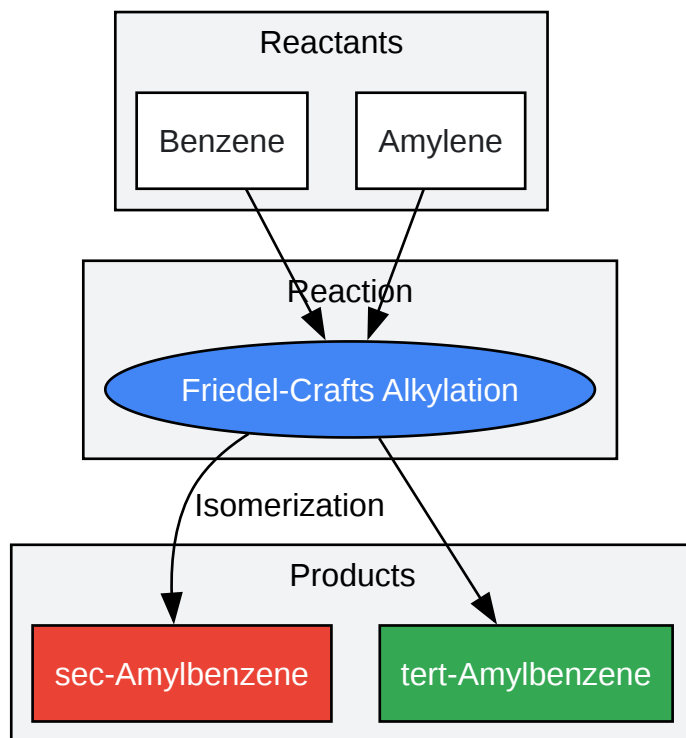 Reactants
Benzene
Amylene
Reaction
Friedel-Crafts Alkylation
Isomerization
Products
sec-Amylbenzene
tert-Amylbenzene